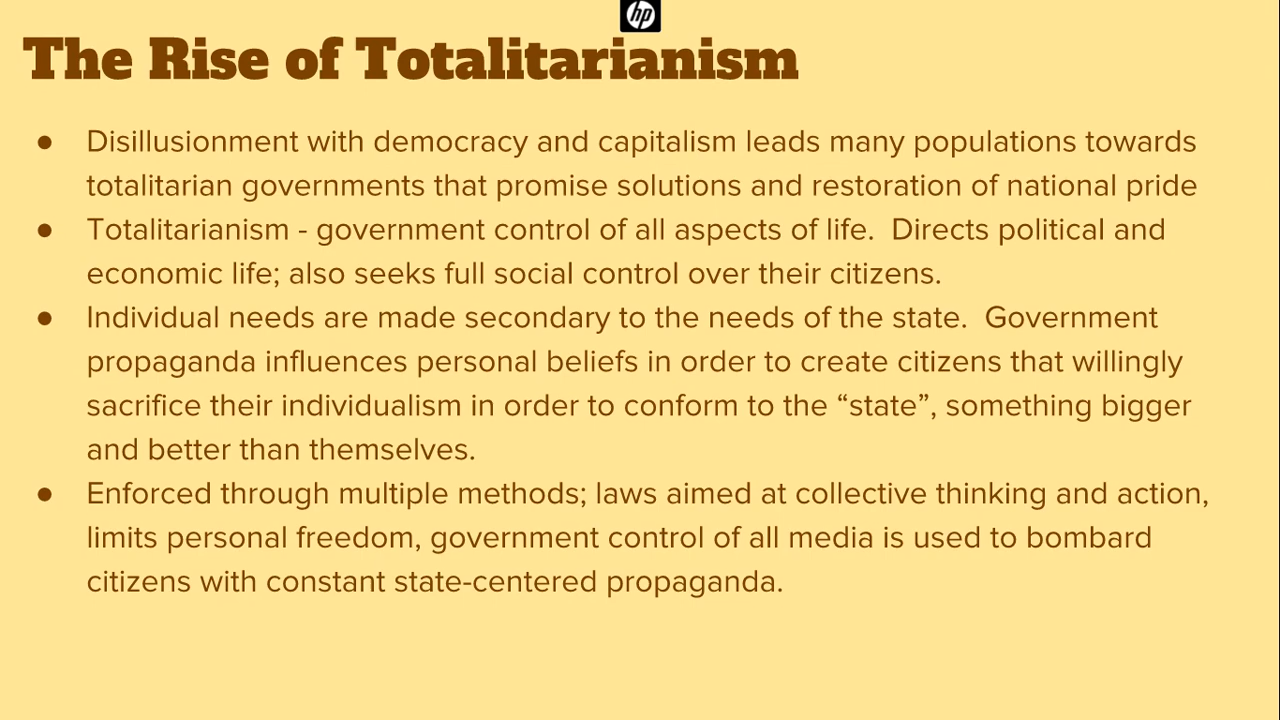 hp
The Rise of Totalitarianism
● Disillusionment with democracy and capitalism leads many populations towards
totalitarian governments that promise solutions and restoration of national pride
● Totalitarianism - government control of all aspects of life.  Directs political and
economic life; also seeks full social control over their citizens.
● Individual needs are made secondary to the needs of the state.  Government
propaganda influences personal beliefs in order to create citizens that willingly
sacrifice their individualism in order to conform to the “state”, something bigger
and better than themselves.
● Enforced through multiple methods; laws aimed at collective thinking and action,
limits personal freedom, government control of all media is used to bombard
citizens with constant state-centered propaganda.